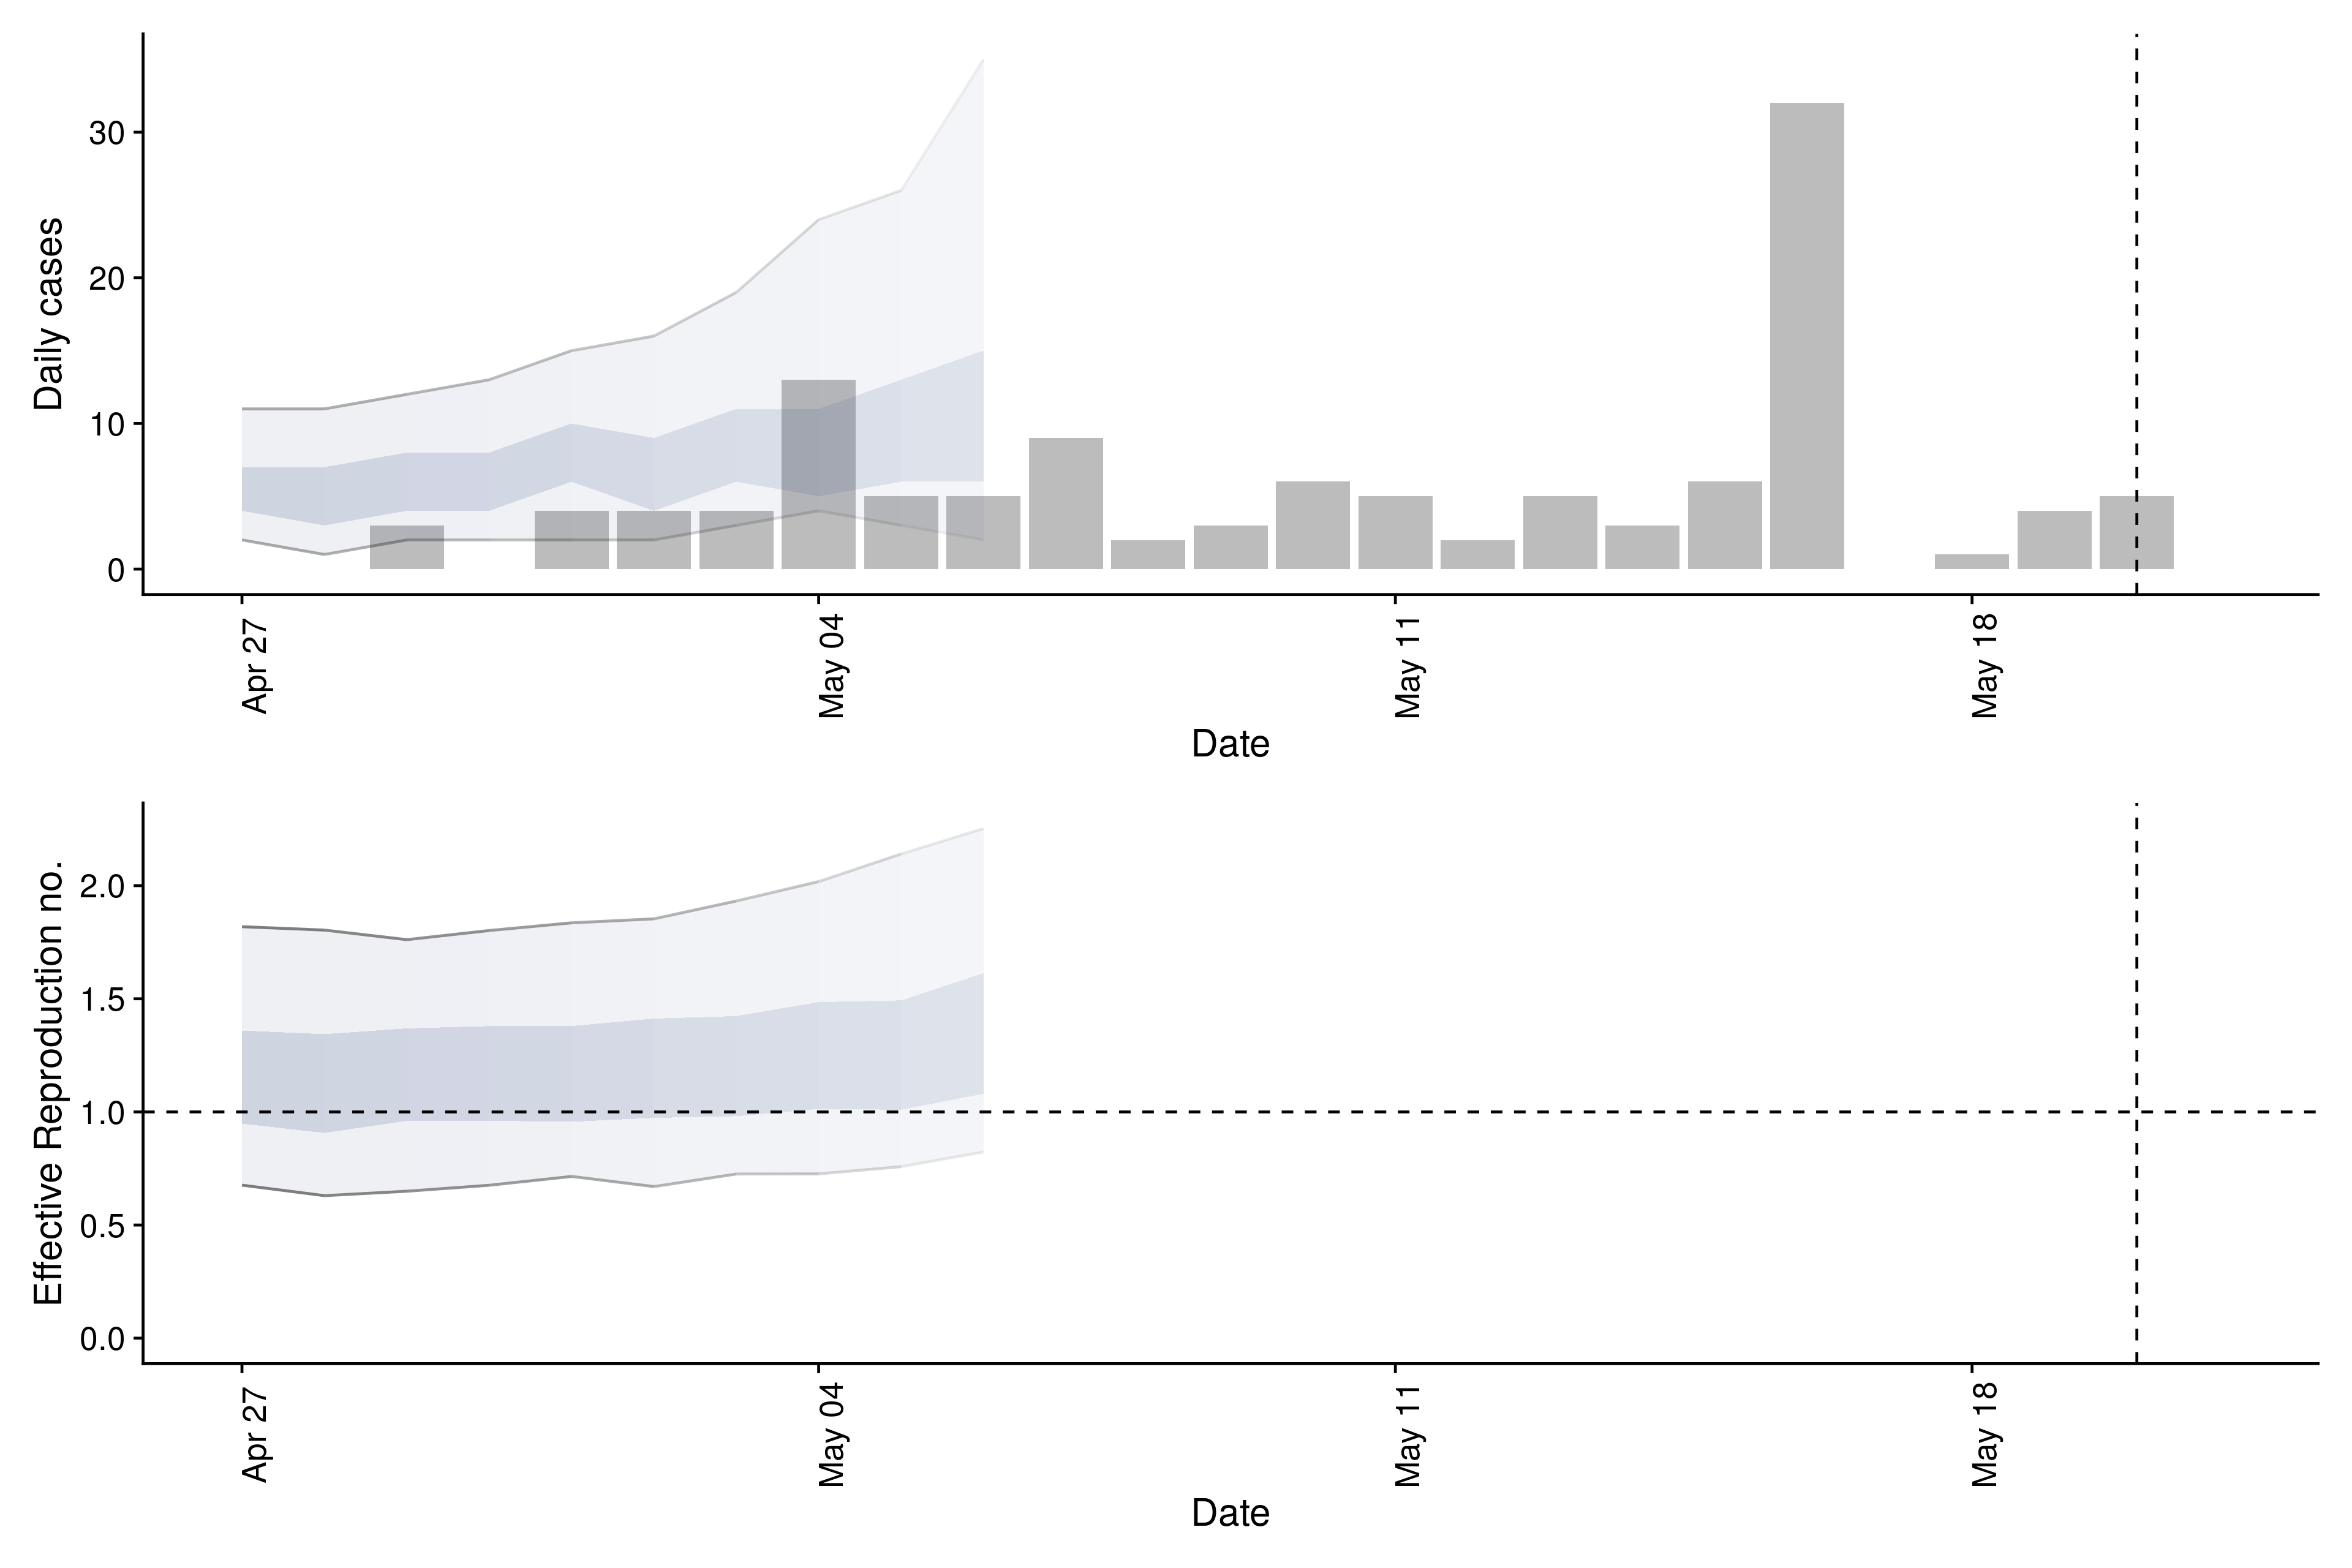 Daily cases
30
20
10
0
Apr 27
May 04
May 11
May 18
Date
Effective Reproduction no.
2.0
1.5
1.0
0.5
0.0
Apr 27
May 04
May 11
May 18
Date